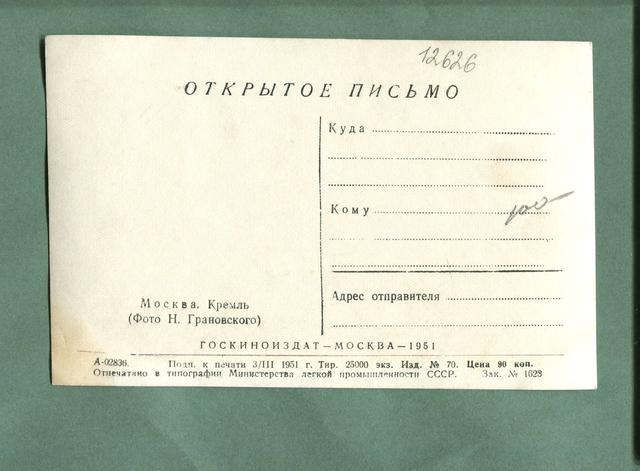 12626
ОТКРЫТОЕ ПИСЬМО
Куда
Кому
100-
Адрес отправителя
Москва. Кремль
(Фото Н. Грановского)
ГОСКИНОИЗДАТ—МОСКВА—1951
А-02836. Подп. к печати 3/III 1951 г. Тир. 25000 экз. Изд. № 70. Цена 90 коп.
Отпечатано в типографии Министерства легкой промышленности СССР. Зак. № 1623